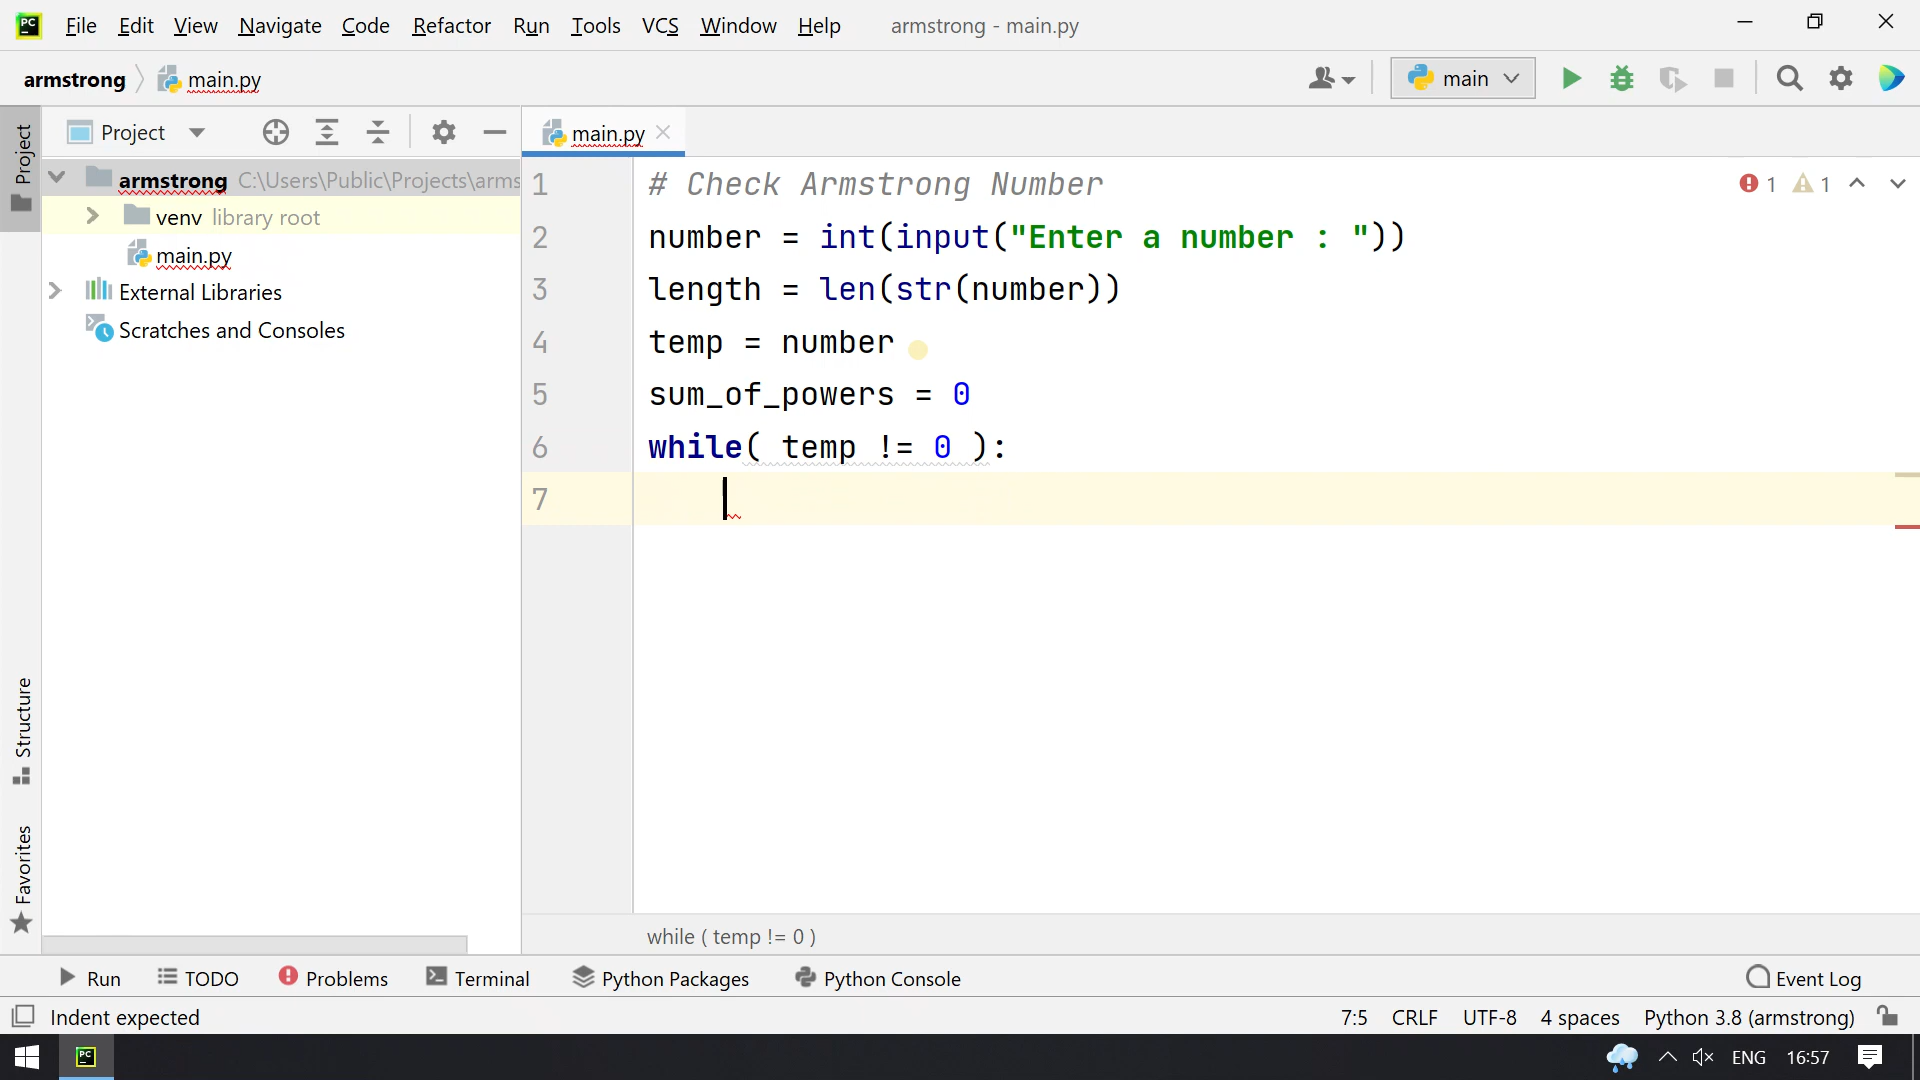 PC File Edit View Navigate Code Refactor Run Tools VCS Window Help armstrong - main.py
armstrong main.py main
Project
Project main.py
armstrong C:\Users\Public\Projects\arms
venv library root
main.py
External Libraries
Scratches and Consoles
1 # Check Armstrong Number
2 number = int(input("Enter a number : "))
3 length = len(str(number))
4 temp = number
5 sum_of_powers = 0
6 while( temp != 0 ):
7
1 1
Structure
Favorites
while ( temp != 0 )
Run TODO Problems Terminal Python Packages Python Console Event Log
Indent expected 7:5 CRLF UTF-8 4 spaces Python 3.8 (armstrong)
PC ENG 16:57